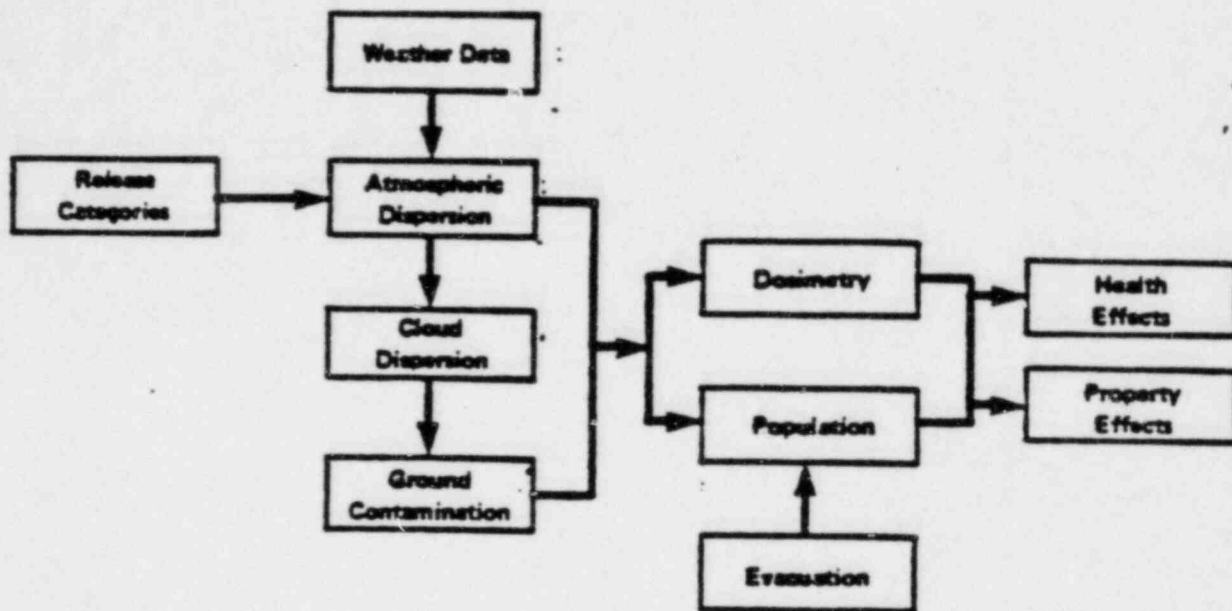 Weather Data
Release
Categories
Atmospheric
Dispersion
Cloud
Dispersion
Ground
Contamination
Dosimetry
Population
Evacuation
Health
Effects
Property
Effects